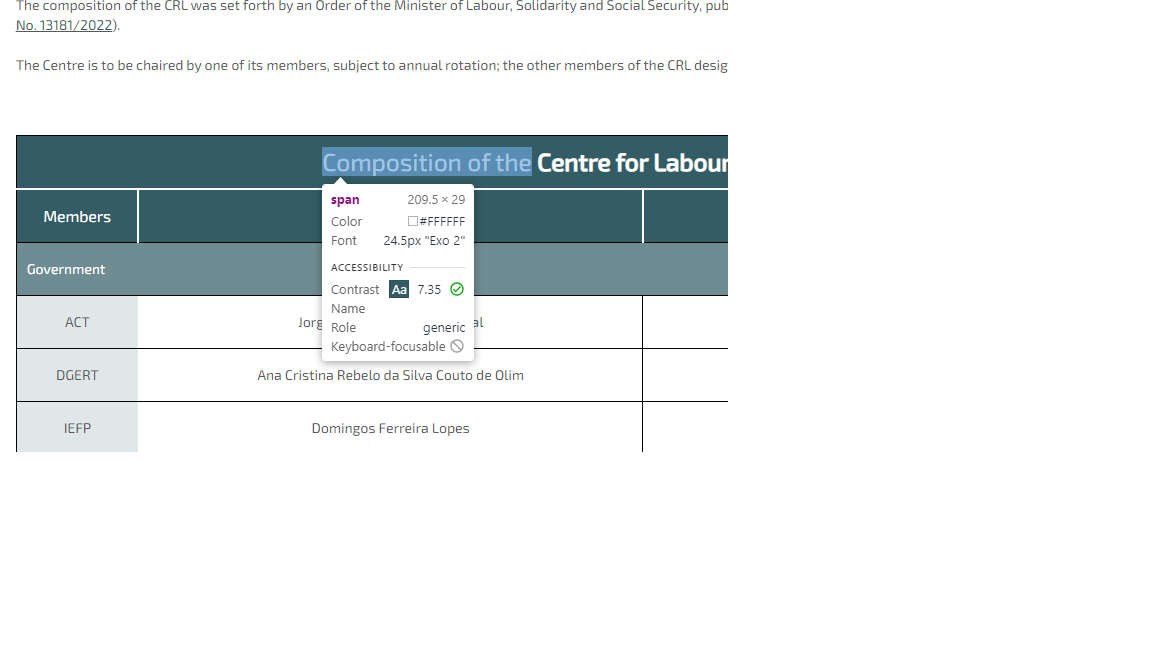 The composition of the CRL was set forth by an Order of the Minister of Labour, Solidarity and Social Security, pub
No. 13181/2022).
The Centre is to be chaired by one of its members, subject to annual rotation; the other members of the CRL desig
Composition of the Centre for Labour
span 209.5 × 29
Members
Color #FFFFFF
Font 24.5px "Exo 2"
Government
ACCESSIBILITY
Contrast Aa 7.35
Name
ACT Jorg al
Role generic
Keyboard-focusable
DGERT Ana Cristina Rebelo da Silva Couto de Olim
IEFP Domingos Ferreira Lopes